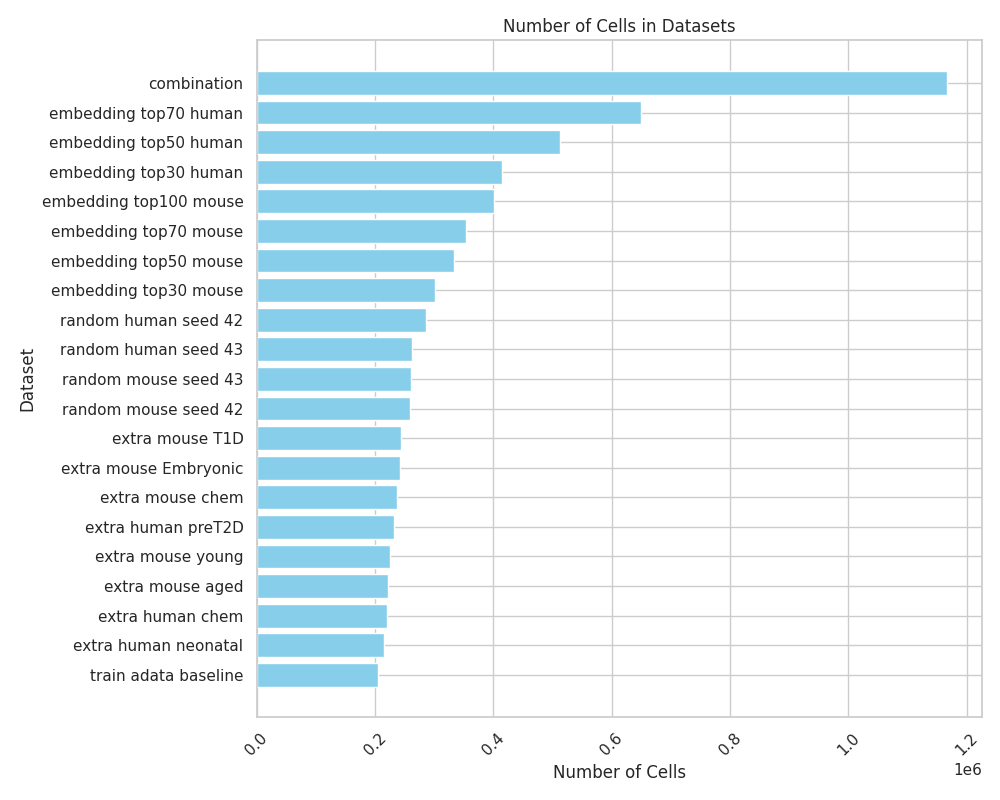 Number of Cells in Datasets
Dataset
combination
embedding top70 human
embedding top50 human
embedding top30 human
embedding top100 mouse
embedding top70 mouse
embedding top50 mouse
embedding top30 mouse
random human seed 42
random human seed 43
random mouse seed 43
random mouse seed 42
extra mouse T1D
extra mouse Embryonic
extra mouse chem
extra human preT2D
extra mouse young
extra mouse aged
extra human chem
extra human neonatal
train adata baseline
0.0 0.2 0.4 0.6 0.8 1.0 1.2
1e6
Number of Cells